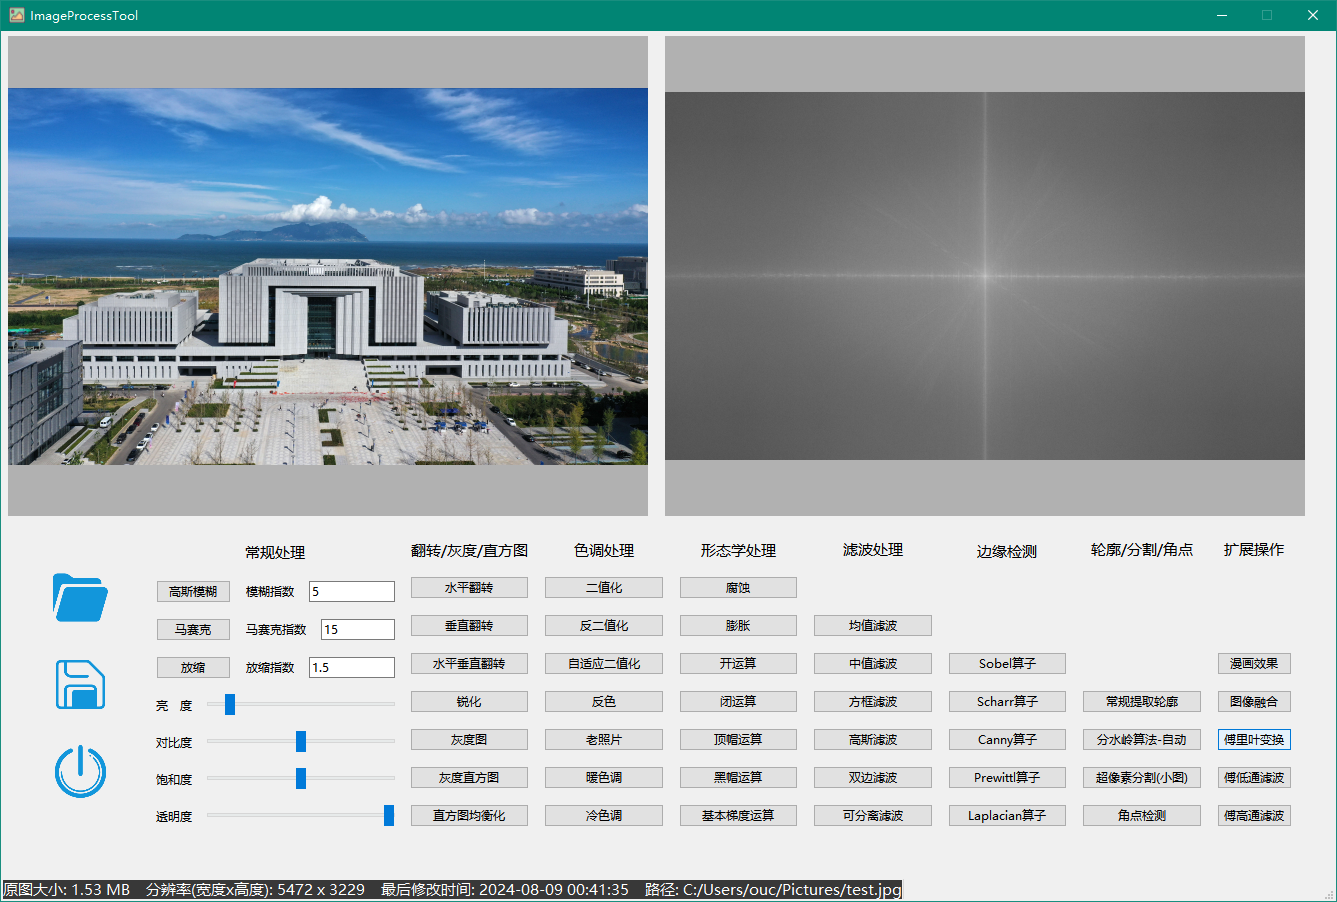 ImageProcessTool
常规处理
高斯模糊 模糊指数 5
马赛克 马赛克指数 15
放缩 放缩指数 1.5
亮 度
对比度
饱和度
透明度
翻转/灰度/直方图
水平翻转
垂直翻转
水平垂直翻转
锐化
灰度图
灰度直方图
直方图均衡化
色调处理
二值化
反二值化
自适应二值化
反色
老照片
暖色调
冷色调
形态学处理
腐蚀
膨胀
开运算
闭运算
顶帽运算
黑帽运算
基本梯度运算
滤波处理
均值滤波
中值滤波
方框滤波
高斯滤波
双边滤波
可分离滤波
边缘检测
Sobel算子
Scharr算子
Canny算子
Prewittl算子
Laplacian算子
轮廓/分割/角点
常规提取轮廓
分水岭算法-自动
超像素分割(小图)
角点检测
扩展操作
漫画效果
图像融合
傅里叶变换
傅低通滤波
傅高通滤波
原图大小: 1.53 MB 分辨率(宽度x高度): 5472 x 3229 最后修改时间: 2024-08-09 00:41:35 路径: C:/Users/ouc/Pictures/test.jpg